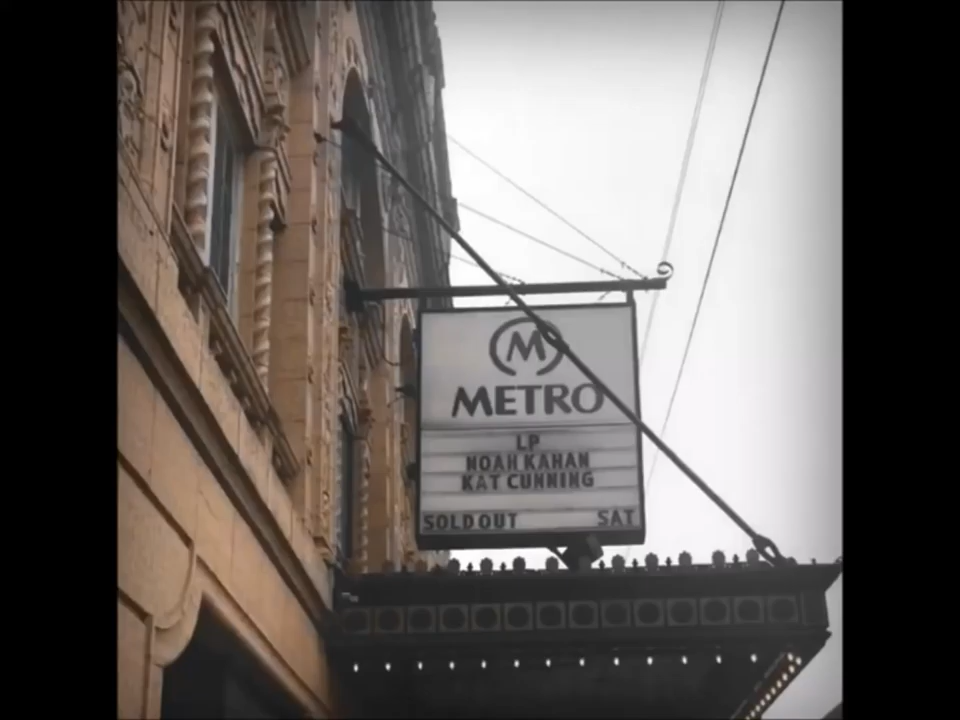 M
METRO
LP
NOAH KAHAN
KAT CUNNING
SOLD OUT SAT